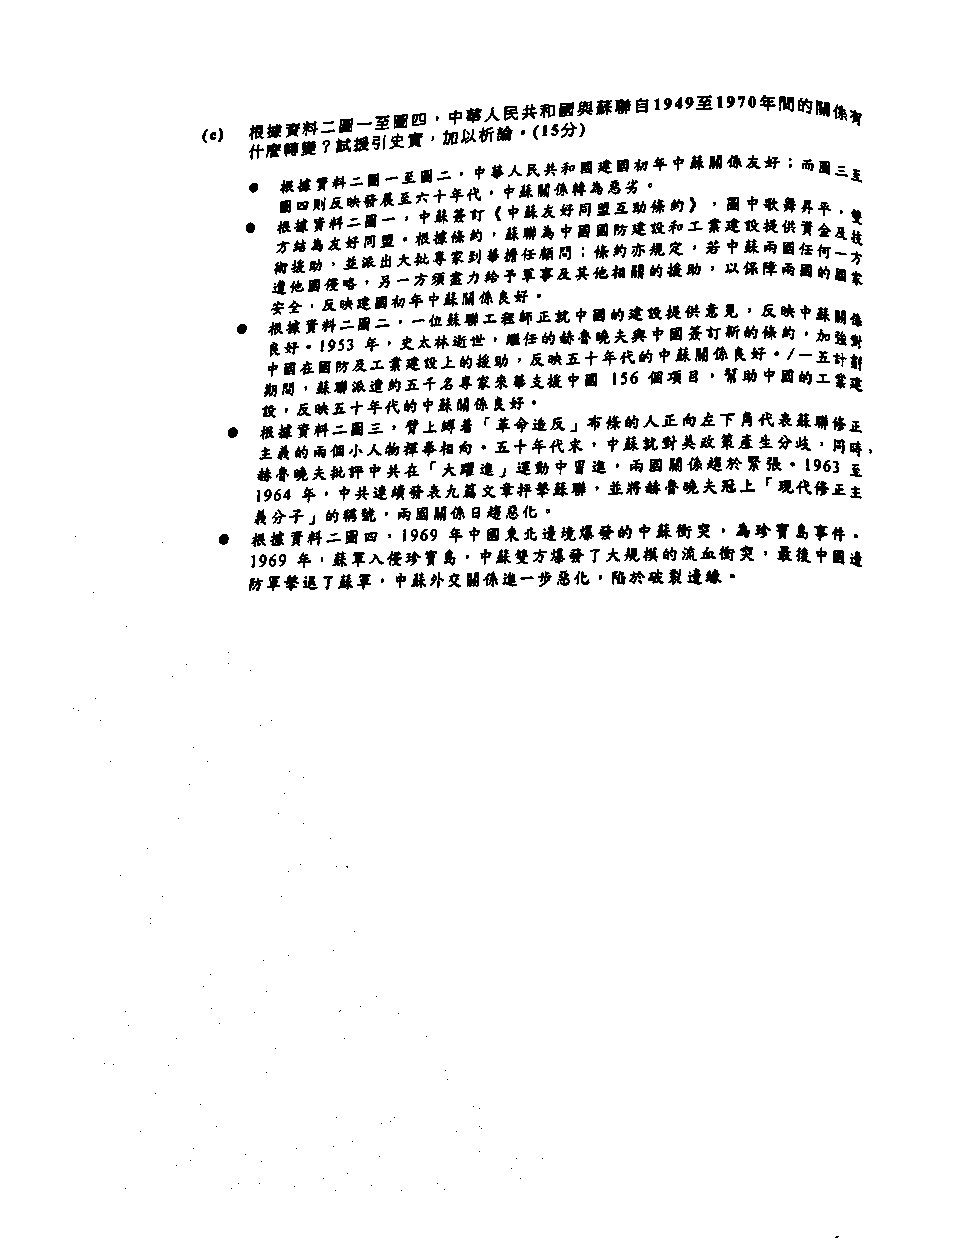 (c) 根據資料二圖一至圖四，中華人民共和國與蘇聯自1949至1970年間的關係有
什麼轉變？試援引史實，加以析論。(15分)
● 根據資料二圖一至圖二，中華人民共和國建國初年中蘇關係友好；而圖三至
圖四則反映發展至六十年代，中蘇關係轉為惡劣。
● 根據資料二圖一，中蘇簽訂《中蘇友好同盟互助條約》，圖中歌舞昇平，雙
方結為友好同盟。根據條約，蘇聯為中國國防建設和工業建設提供資金及技
術援助，並派出大批專家到華擔任顧問；條約亦規定，若中蘇兩國任何一方
遭他國侵略，另一方須盡力給予軍事及其他相關的援助，以保障兩國的國家
安全，反映建國初年中蘇關係良好。
● 根據資料二圖二，一位蘇聯工程師正就中國的建設提供意見，反映中蘇關係
良好。1953 年，史太林逝世，繼任的赫魯曉夫與中國簽訂新的條約，加強對
中國在國防及工業建設上的援助，反映五十年代的中蘇關係良好。/一五計劃
期間，蘇聯派遣約五千名專家來華支援中國 156 個項目，幫助中國的工業建
設，反映五十年代的中蘇關係良好。
● 根據資料二圖三，臂上縛着「革命造反」布條的人正向左下角代表蘇聯修正
主義的兩個小人物揮拳相向。五十年代末，中蘇就對美政策產生分歧，同時，
赫魯曉夫批評中共在「大躍進」運動中冒進，兩國關係趨於緊張。1963 至
1964 年，中共連續發表九篇文章抨擊蘇聯，並將赫魯曉夫冠上「現代修正主
義分子」的稱號，兩國關係日趨惡化。
● 根據資料二圖四，1969 年中國東北邊境爆發的中蘇衝突，為珍寶島事件。
1969 年，蘇軍入侵珍寶島，中蘇雙方爆發了大規模的流血衝突，最後中國邊
防軍擊退了蘇軍，中蘇外交關係進一步惡化，陷於破裂邊緣。